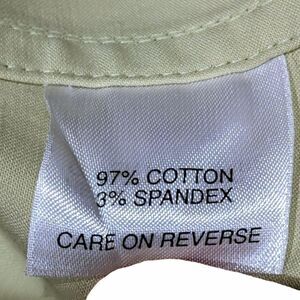 97% COTTON
3% SPANDEX
CARE ON REVERSE